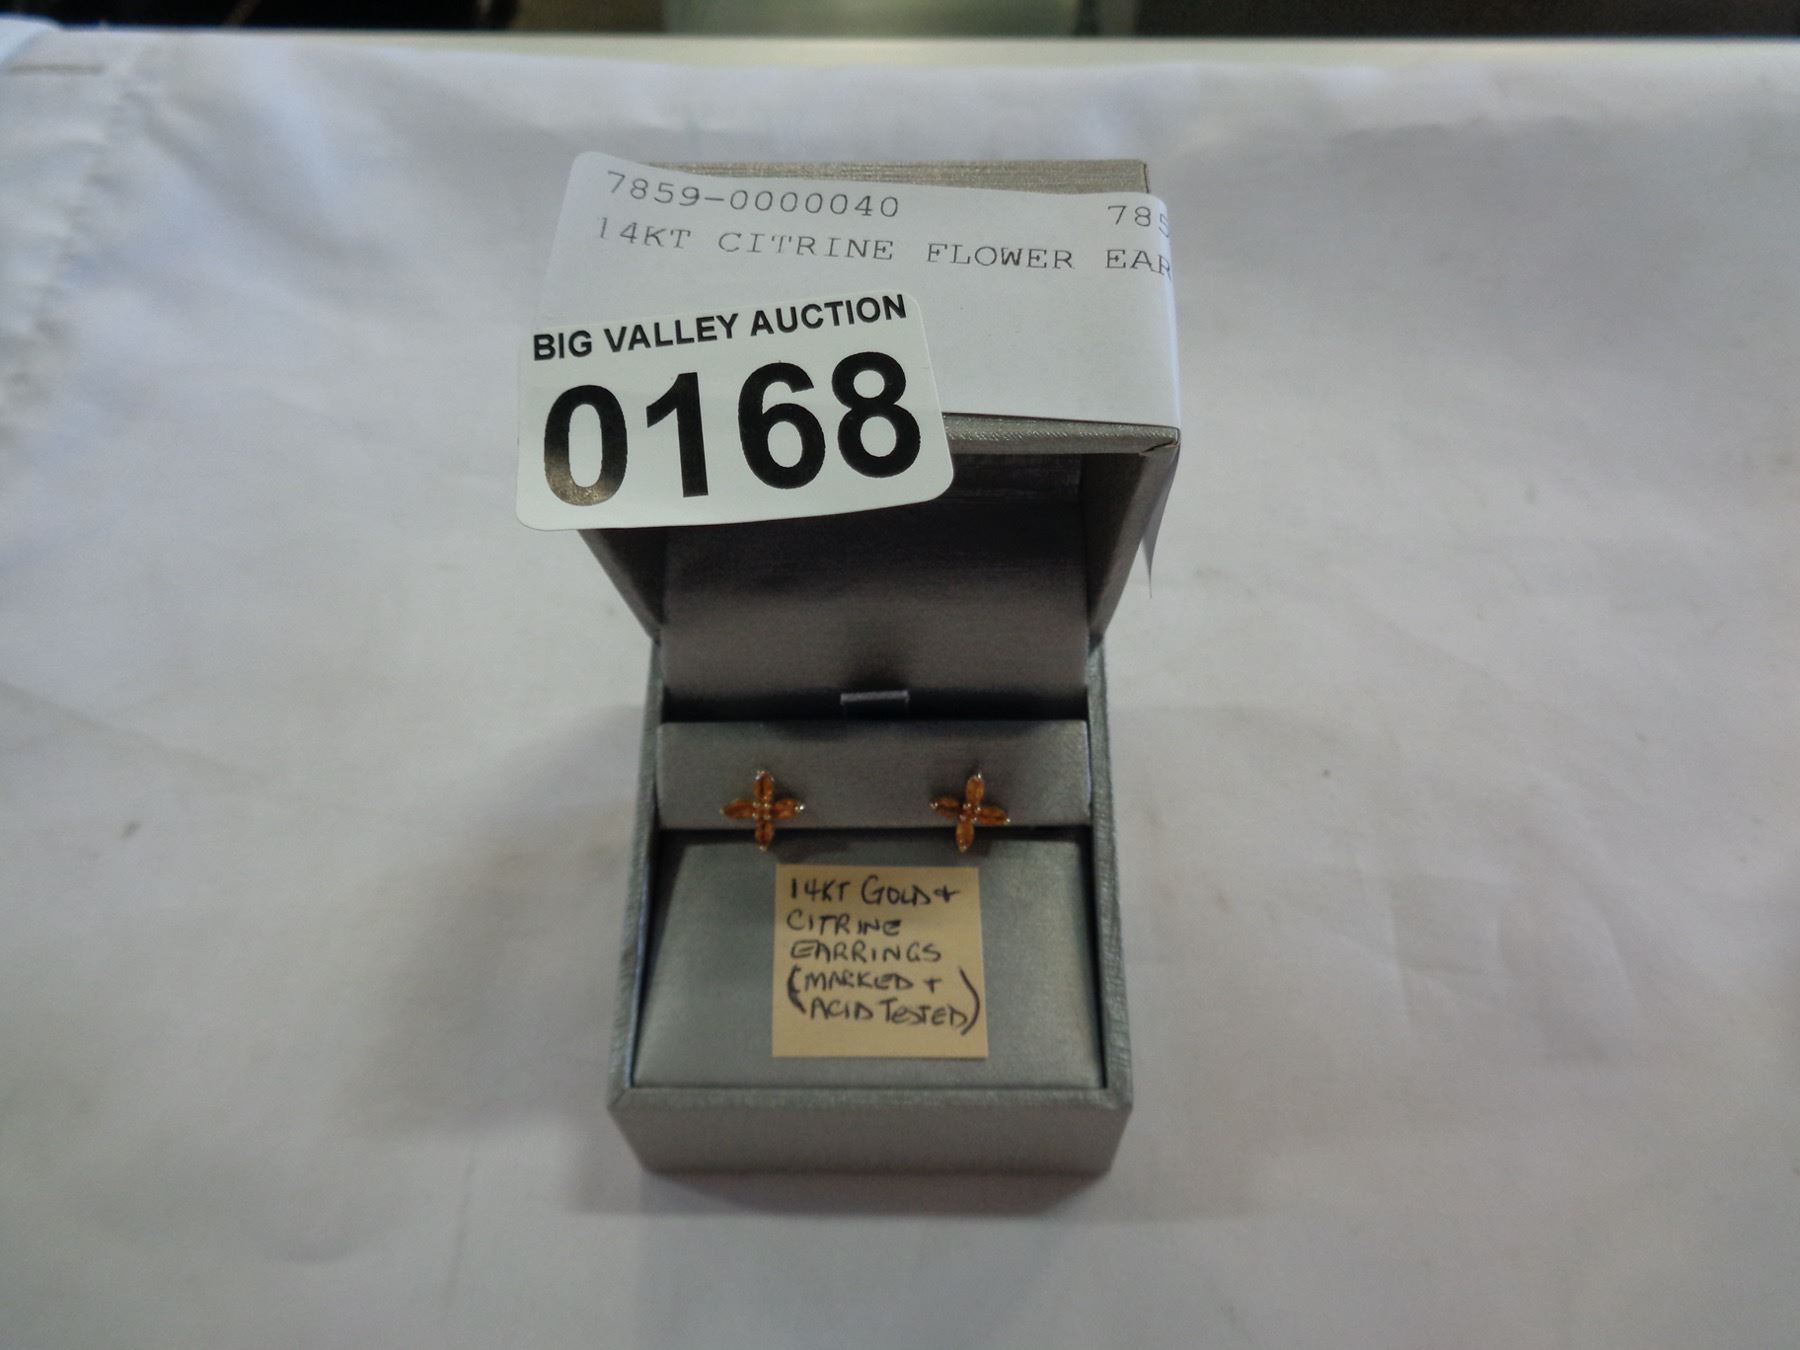 7859-0000040 785
14KT CITRINE FLOWER EAR
BIG VALLEY AUCTION
0168
14KT GOLD +
CITRINE
EARRINGS
(MARKED +
ACID TESTED)